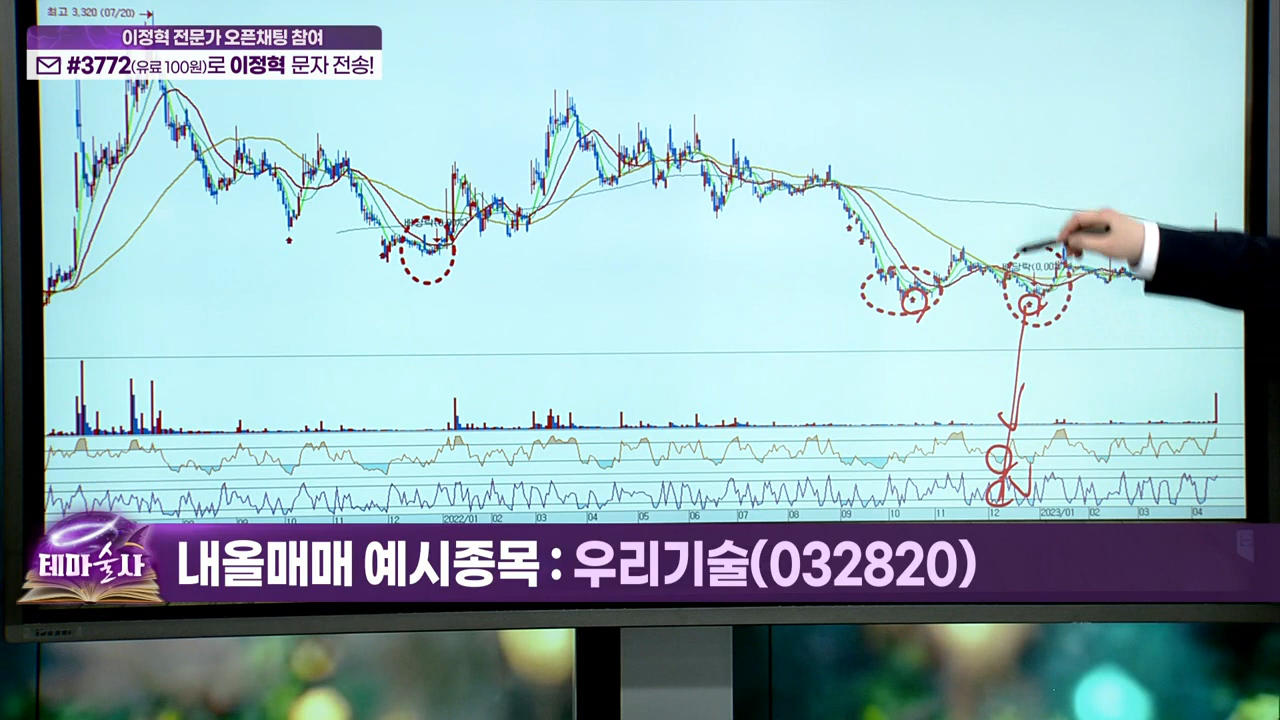 최고 3,320 (07/20)
이정혁 전문가 오픈채팅 참여
#3772(유료 100원)로 이정혁 문자 전송!
10 11 12 2022/01 02 03 04 05 06 07 08 09 10 11 12 2023/01 02 03 04
테마술사
내올매매 예시종목 : 우리기술(032820)